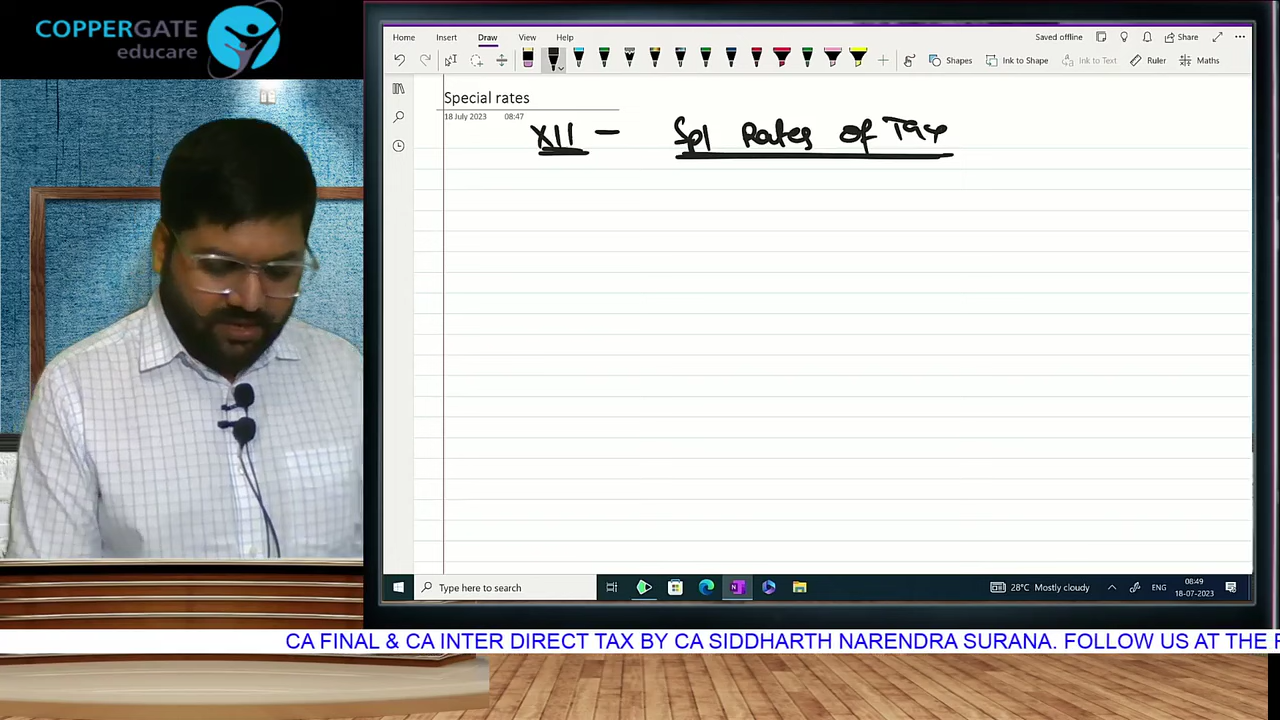 COPPERGATE
educare
Home Insert Draw View Help
Saved offline Share
Shapes Ink to Shape Ink to Text Ruler Maths
Special rates
18 July 2023 08:47
XII - Spl Rates of Tax
Type here to search
28°C Mostly cloudy ENG 08:49
18-07-2023
CA FINAL & CA INTER DIRECT TAX BY CA SIDDHARTH NARENDRA SURANA. FOLLOW US AT THE